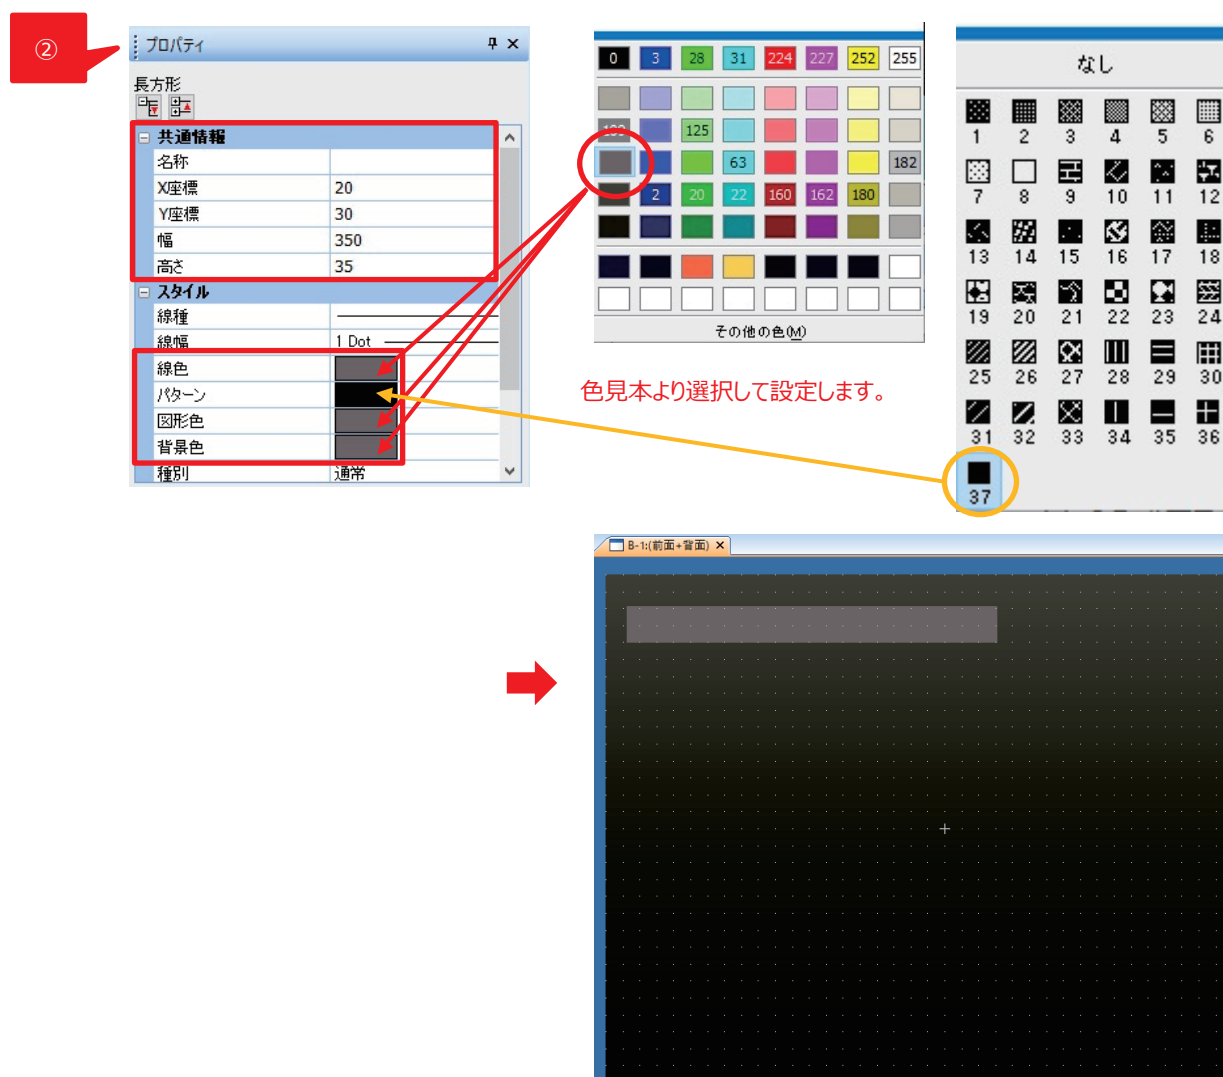 ②
プロパティ
長方形
共通情報
名称
X座標 20
Y座標 30
幅 350
高さ 35
スタイル
線種
線幅 1 Dot
線色
パターン
図形色
背景色
種別 通常
0 3 28 31 224 227 252 255
125
63 182
2 20 22 160 162 180
その他の色(M)
色見本より選択して設定します。
なし
1 2 3 4 5 6
7 8 9 10 11 12
13 14 15 16 17 18
19 20 21 22 23 24
25 26 27 28 29 30
31 32 33 34 35 36
37
B-1:(前面+背面)